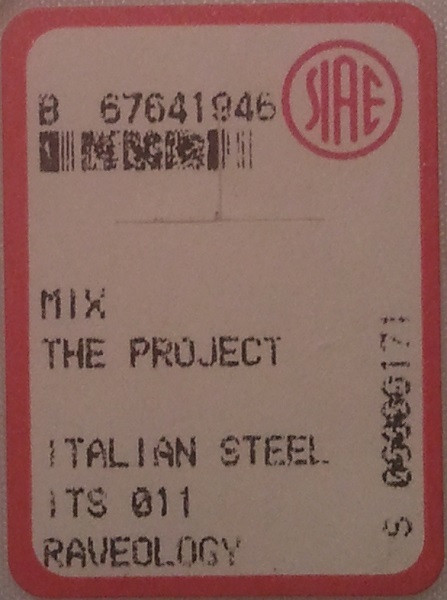 SIAE
B 67641946
MIX
THE PROJECT
ITALIAN STEEL
ITS 011
RAVEOLOGY